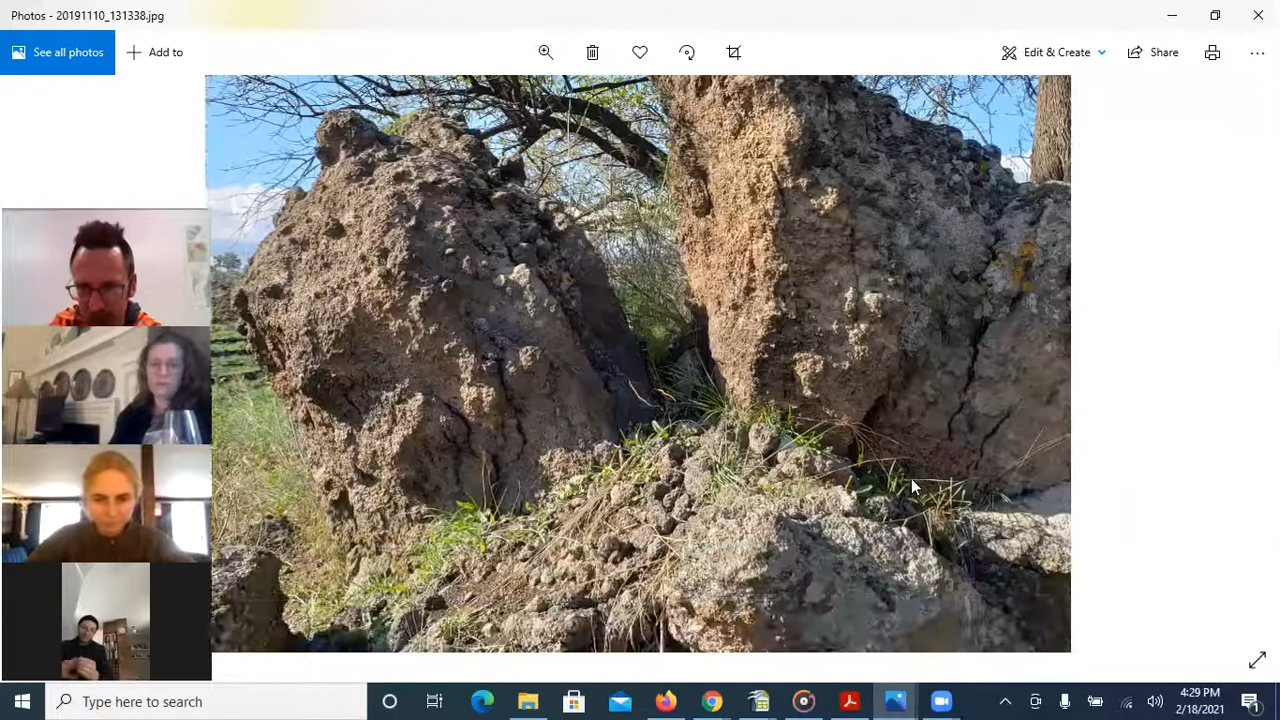 Photos - 20191110_131338.jpg
See all photos
Add to
Edit & Create
Share
Type here to search
4:29 PM
2/18/2021
1